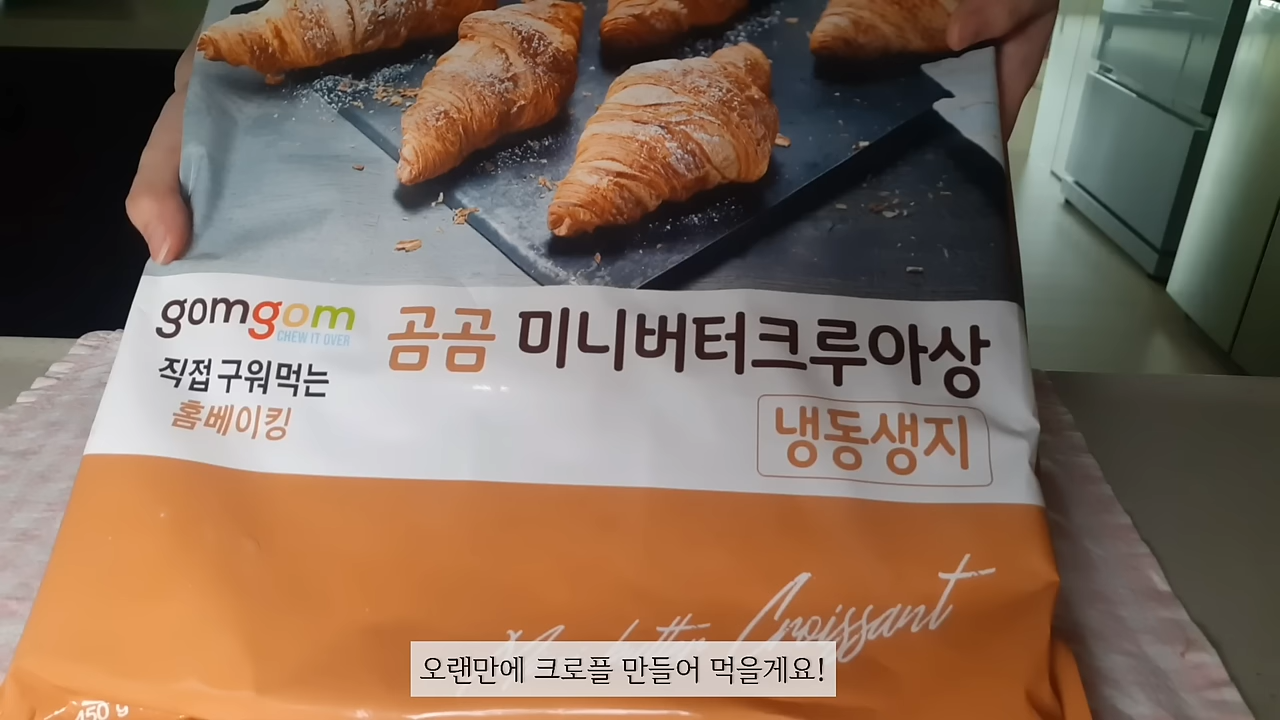 gomgom
CHEW IT OVER
직접 구워먹는
홈베이킹
곰곰 미니버터크루아상
냉동생지
Croissant
오랜만에 크로플 만들어 먹을게요!
450 g